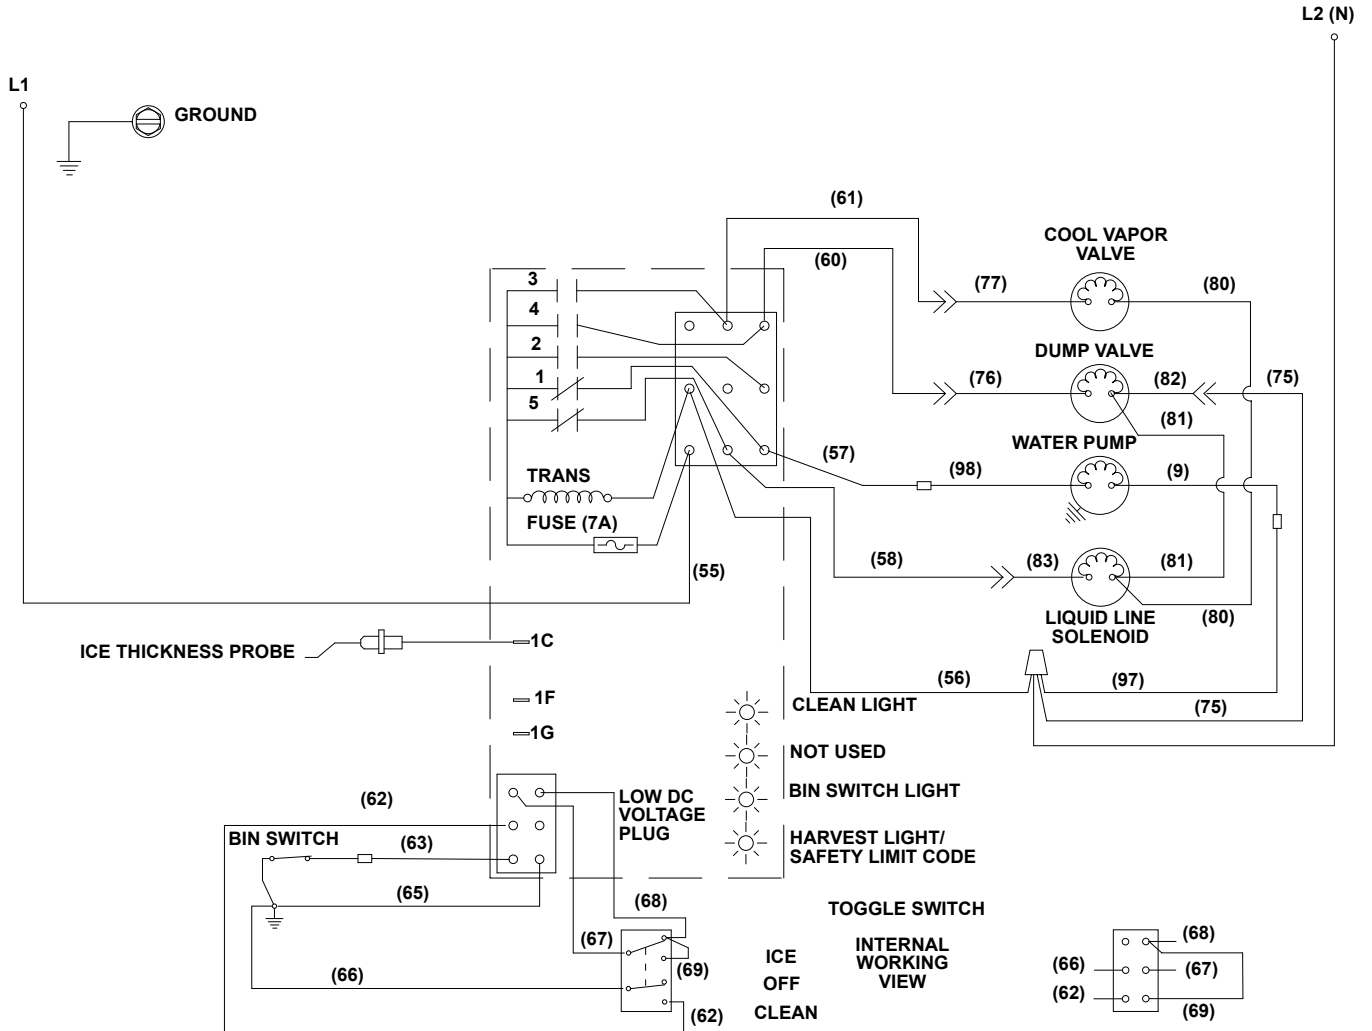 L2 (N)
L1
GROUND
(61)
COOL VAPOR
VALVE
(60)
(77)
(80)
3
4
2
1
5
DUMP VALVE
(76)
(82)
(75)
(81)
WATER PUMP
(57)
(98)
(9)
TRANS
FUSE (7A)
(55)
(58)
(83)
(81)
LIQUID LINE
SOLENOID
(80)
1C
ICE THICKNESS PROBE
(56)
(97)
(75)
1F
1G
CLEAN LIGHT
NOT USED
BIN SWITCH LIGHT
HARVEST LIGHT/
SAFETY LIMIT CODE
LOW DC
VOLTAGE
PLUG
(62)
BIN SWITCH
(63)
(65)
(68)
(67)
(69)
(66)
(62)
TOGGLE SWITCH
ICE
OFF
CLEAN
INTERNAL
WORKING
VIEW
(68)
(66)
(67)
(62)
(69)